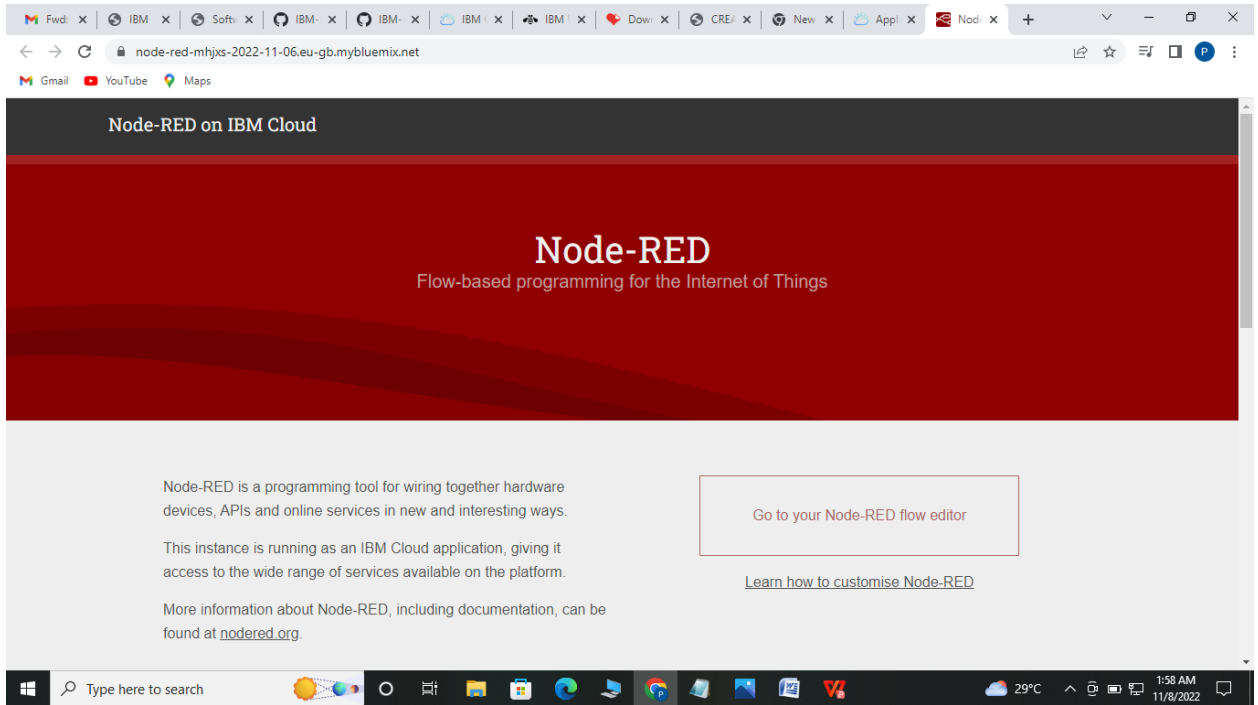 Fwd:
IBM
Softv
IBM-
IBM-
IBM
IBM
Down
CREA
New
Appl
Node
node-red-mhjxs-2022-11-06.eu-gb.mybluemix.net
P
Gmail
YouTube
Maps
Node-RED on IBM Cloud
Node-RED
Flow-based programming for the Internet of Things
Node-RED is a programming tool for wiring together hardware
devices, APIs and online services in new and interesting ways.
This instance is running as an IBM Cloud application, giving it
access to the wide range of services available on the platform.
More information about Node-RED, including documentation, can be
found at nodered.org.
Go to your Node-RED flow editor
Learn how to customise Node-RED
Type here to search
29°C
1:58 AM
11/8/2022